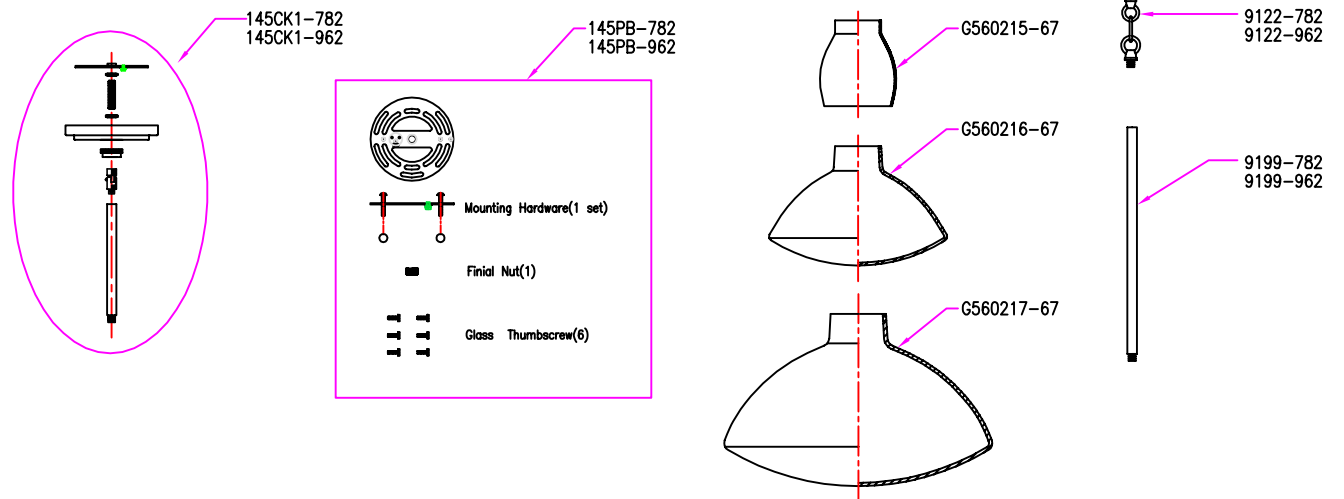 145CK1-782
145CK1-962
145PB-782
145PB-962
Mounting Hardware(1 set)
Finial Nut(1)
Glass Thumbscrew(6)
G560215-67
G560216-67
G560217-67
9122-782
9122-962
9199-782
9199-962